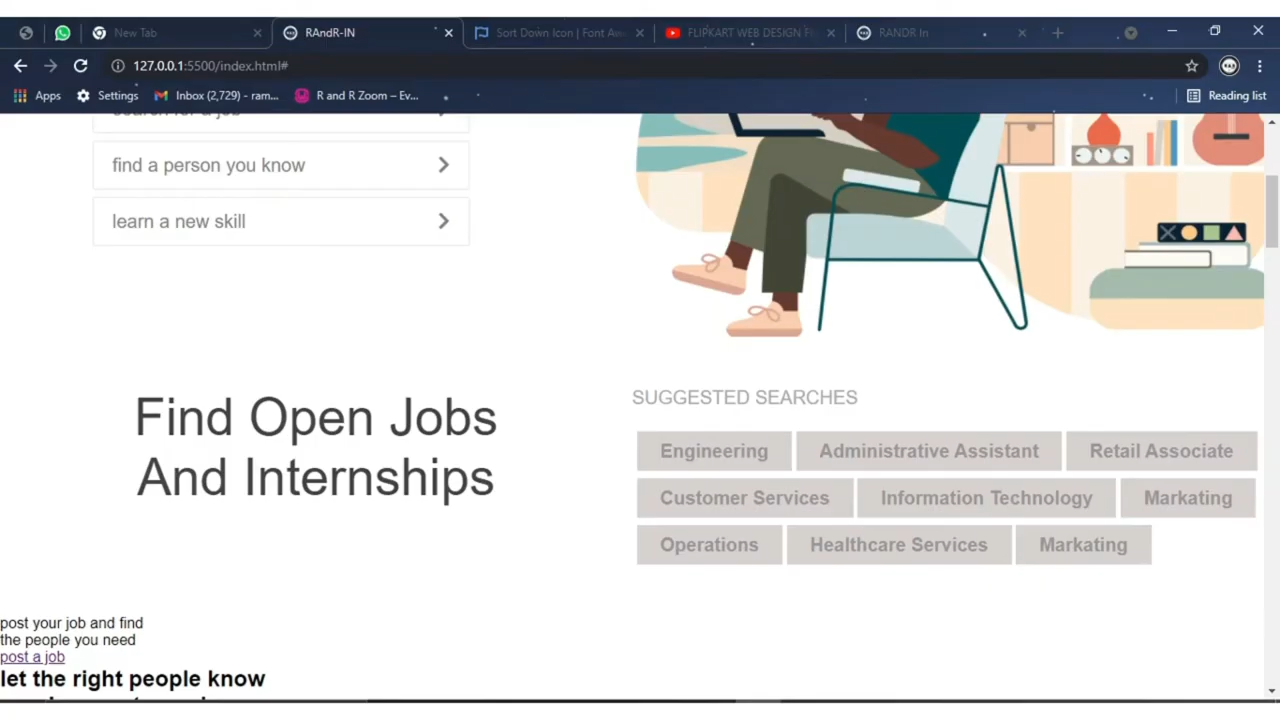 New Tab
RAndR-IN
Sort Down Icon | Font Aw
FLIPKART WEB DESIGN F
RANDR In
127.0.0.1:5500/index.html#
Apps
Settings
Inbox (2,729) - ram...
R and R Zoom – Ev...
Reading list
search for a job
find a person you know
learn a new skill
Find Open Jobs
And Internships
SUGGESTED SEARCHES
Engineering
Administrative Assistant
Retail Associate
Customer Services
Information Technology
Markating
Operations
Healthcare Services
Markating
post your job and find
the people you need
post a job
let the right people know